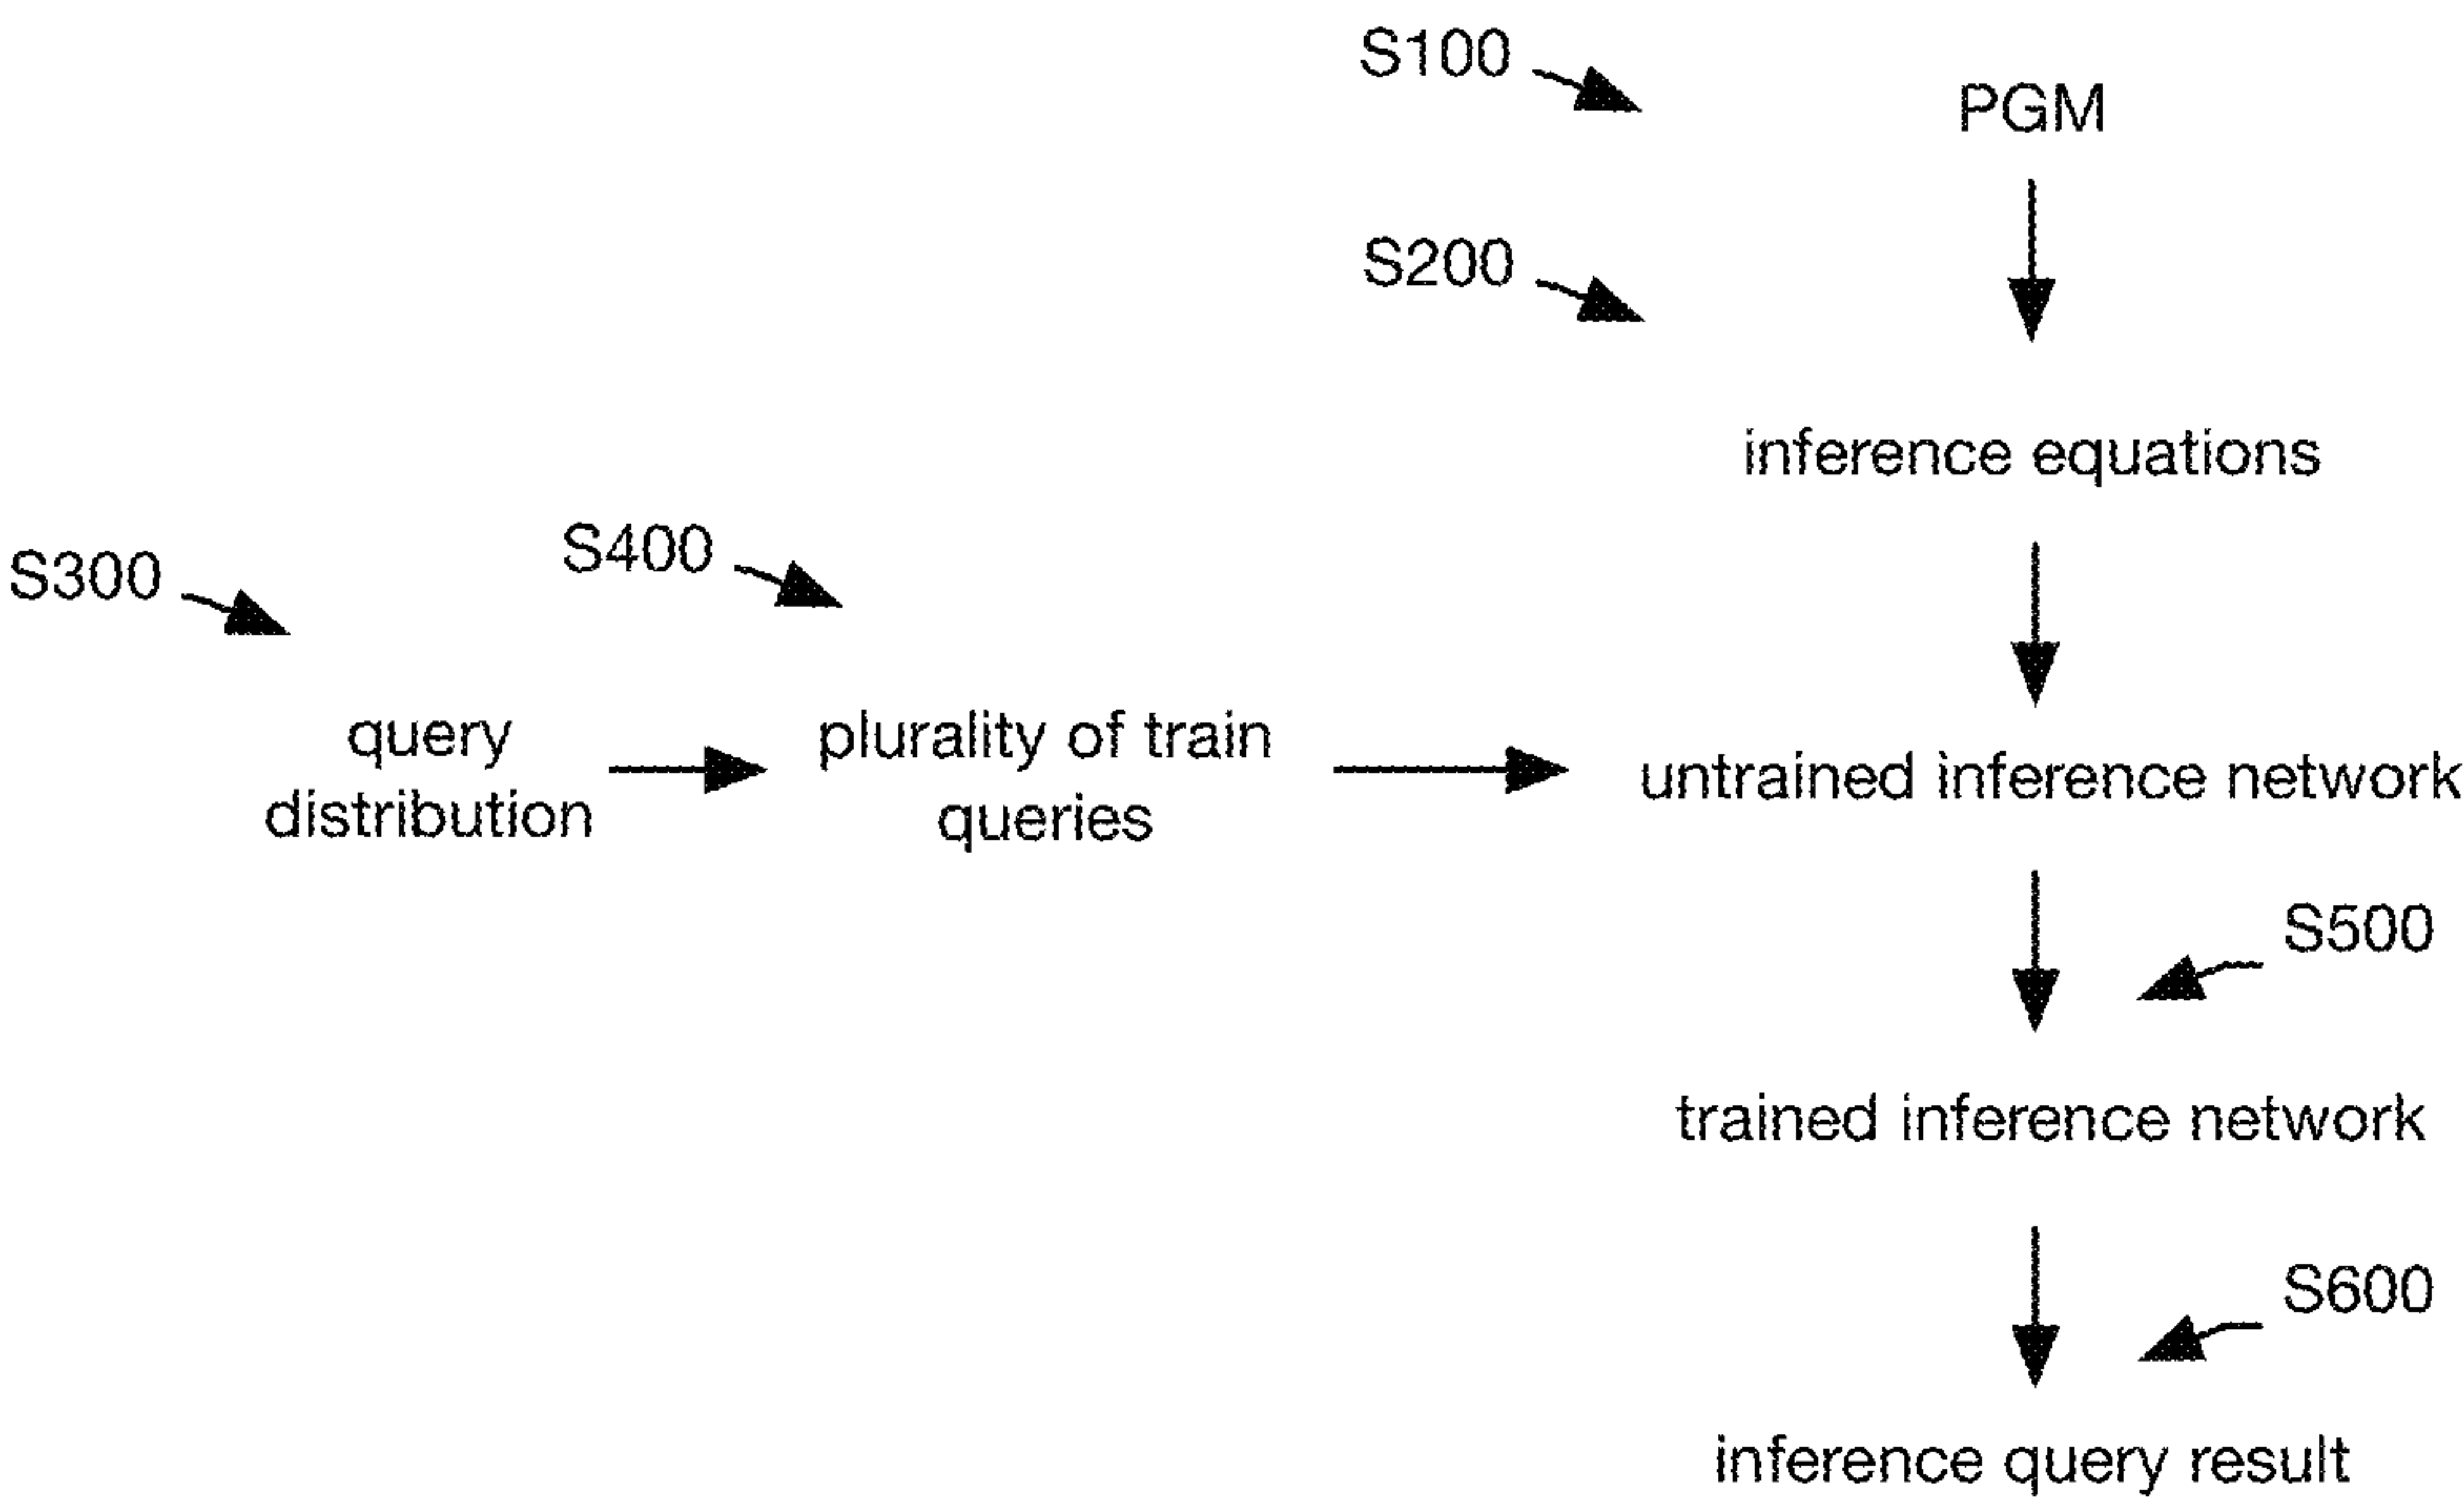 S100
PGM
S200
inference equations
S300
S400
query
distribution
plurality of train
queries
untrained inference network
S500
trained inference network
S600
inference query result